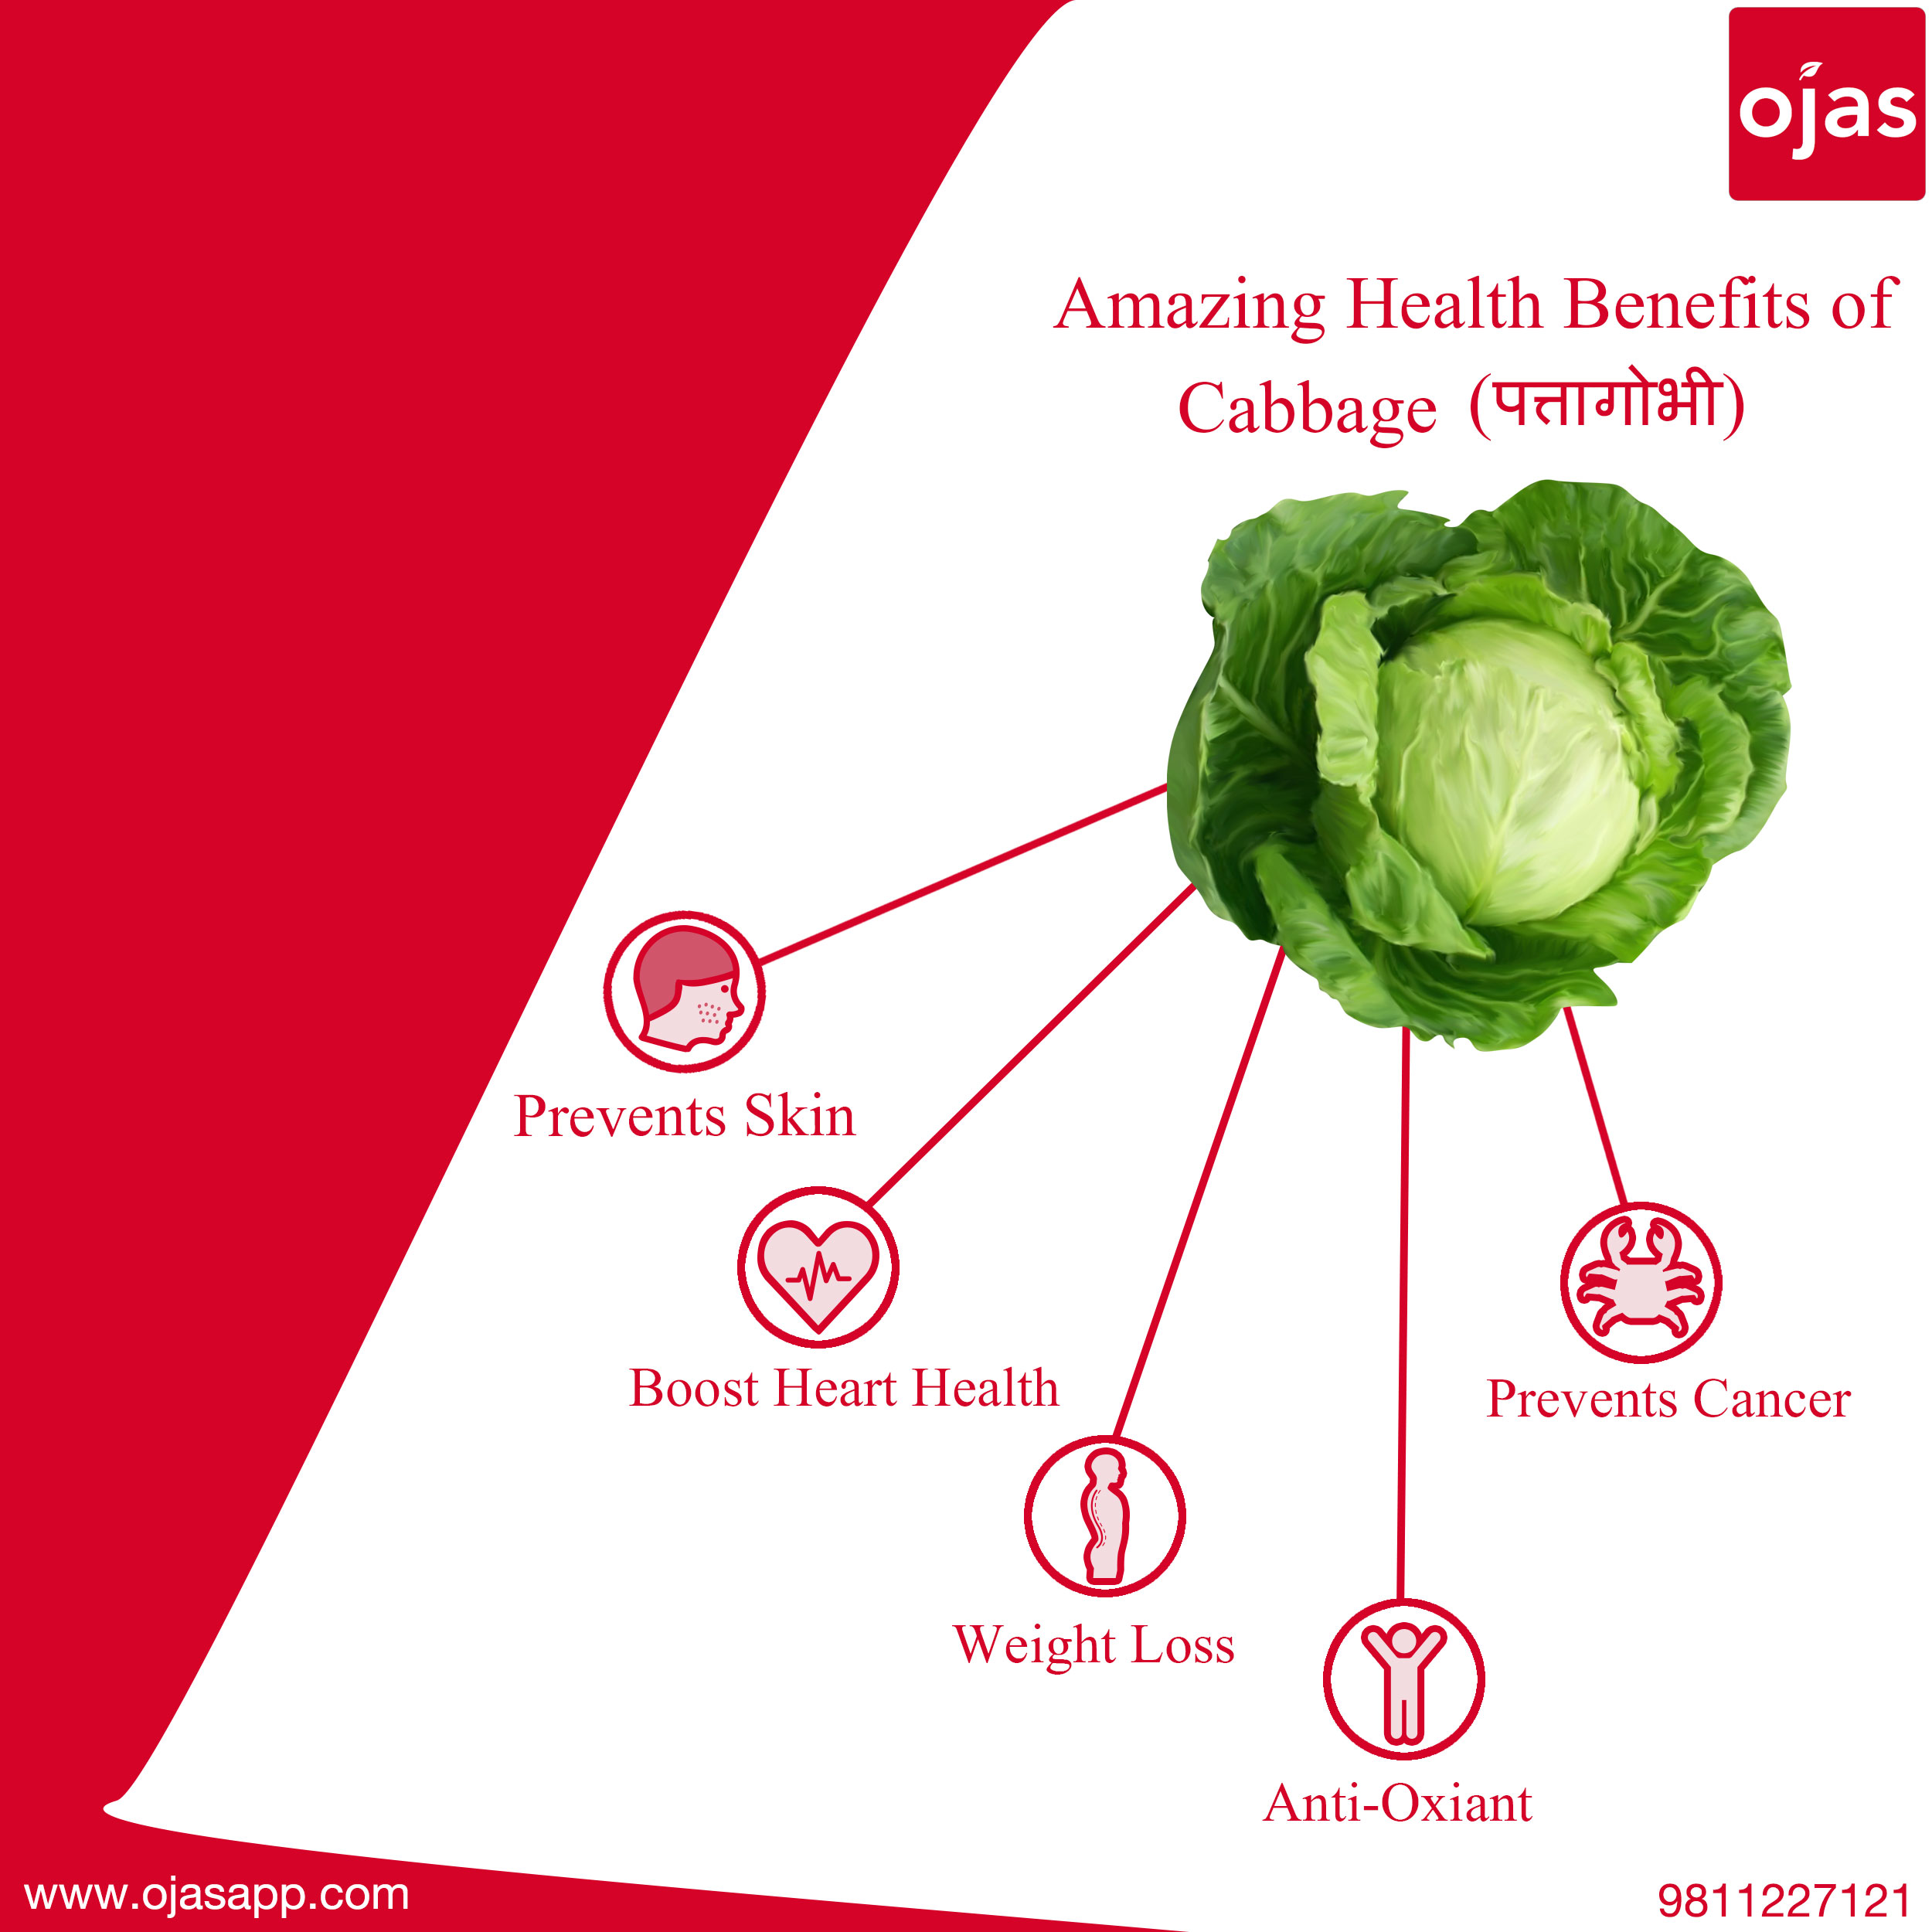 ojas
Amazing Health Benefits of
Cabbage (पत्तागोभी)
Prevents Skin
Boost Heart Health
Prevents Cancer
Weight Loss
Anti-Oxiant
www.ojasapp.com
9811227121